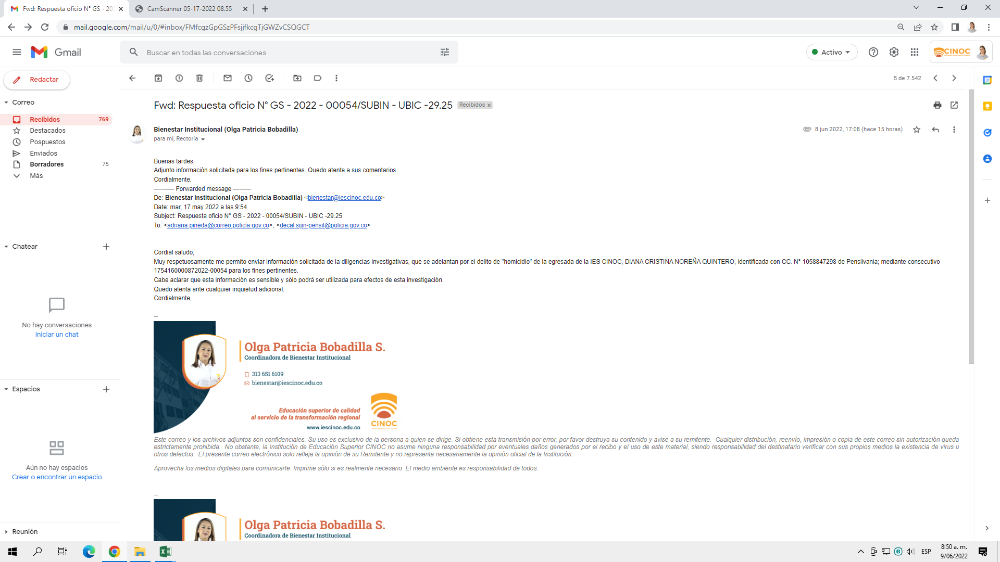 Fwd: Respuesta oficio N° GS - 20
CamScanner 05-17-2022 08.55
mail.google.com/mail/u/0/#inbox/FMfcgzGpGSzPFsjjfkcgTjGWZvCSQGCT
Gmail
Buscar en todas las conversaciones
Activo
CINOC
Redactar
5 de 7.542
Correo
Recibidos 769
Destacados
Pospuestos
Enviados
Borradores 75
Más
Chatear
No hay conversaciones
Iniciar un chat
Espacios
Aún no hay espacios
Crear o encontrar un espacio
Reunión
Fwd: Respuesta oficio N° GS - 2022 - 00054/SUBIN - UBIC -29.25 Recibidos x
Bienestar Institucional (Olga Patricia Bobadilla)
8 jun 2022, 17:08 (hace 15 horas)
para mí, Rectoría
Buenas tardes,
Adjunto información solicitada para los fines pertinentes. Quedo atenta a sus comentarios.
Cordialmente,
---------- Forwarded message ---------
De: Bienestar Institucional (Olga Patricia Bobadilla) <bienestar@iescinoc.edu.co>
Date: mar, 17 may 2022 a las 9:54
Subject: Respuesta oficio N° GS - 2022 - 00054/SUBIN - UBIC -29.25
To: <adriana.pineda@correo.policia.gov.co>, <decal.sijin-pensil@policia.gov.co>
Cordial saludo,
Muy respetuosamente me permito enviar información solicitada de la diligencias investigativas, que se adelantan por el delito de "homicidio" de la egresada de la IES CINOC, DIANA CRISTINA NOREÑA QUINTERO, identificada con CC. N° 1058847298 de Pensilvania; mediante consecutivo
1754160000872022-00054 para los fines pertinentes.
Cabe aclarar que esta información es sensible y sólo podrá ser utilizada para efectos de esta investigación.
Quedo atenta ante cualquier inquietud adicional.
Cordialmente,
--
Olga Patricia Bobadilla S.
Coordinadora de Bienestar Institucional
313 651 6109
bienestar@iescinoc.edu.co
Educación superior de calidad
al servicio de la transformación regional
www.iescinoc.edu.co
CINOC
Este correo y los archivos adjuntos son confidenciales. Su uso es exclusivo de la persona a quien se dirige. Si obtiene esta transmisión por error, por favor destruya su contenido y avise a su remitente.  Cualquier distribución, reenvío, impresión o copia de este correo sin autorización queda
estrictamente prohibida.  No obstante, la Institución de Educación Superior CINOC no asume ninguna responsabilidad por eventuales daños generados por el recibo y el uso de este material, siendo responsabilidad del destinatario verificar con sus propios medios la existencia de virus u
otros defectos.  El presente correo electrónico solo refleja la opinión de su Remitente y no representa necesariamente la opinión oficial de la Institución.
Aprovecha los medios digitales para comunicarte. Imprime sólo si es realmente necesario. El medio ambiente es responsabilidad de todos.
--
Olga Patricia Bobadilla S.
Coordinadora de Bienestar Institucional
ESP
8:50 a. m.
9/06/2022